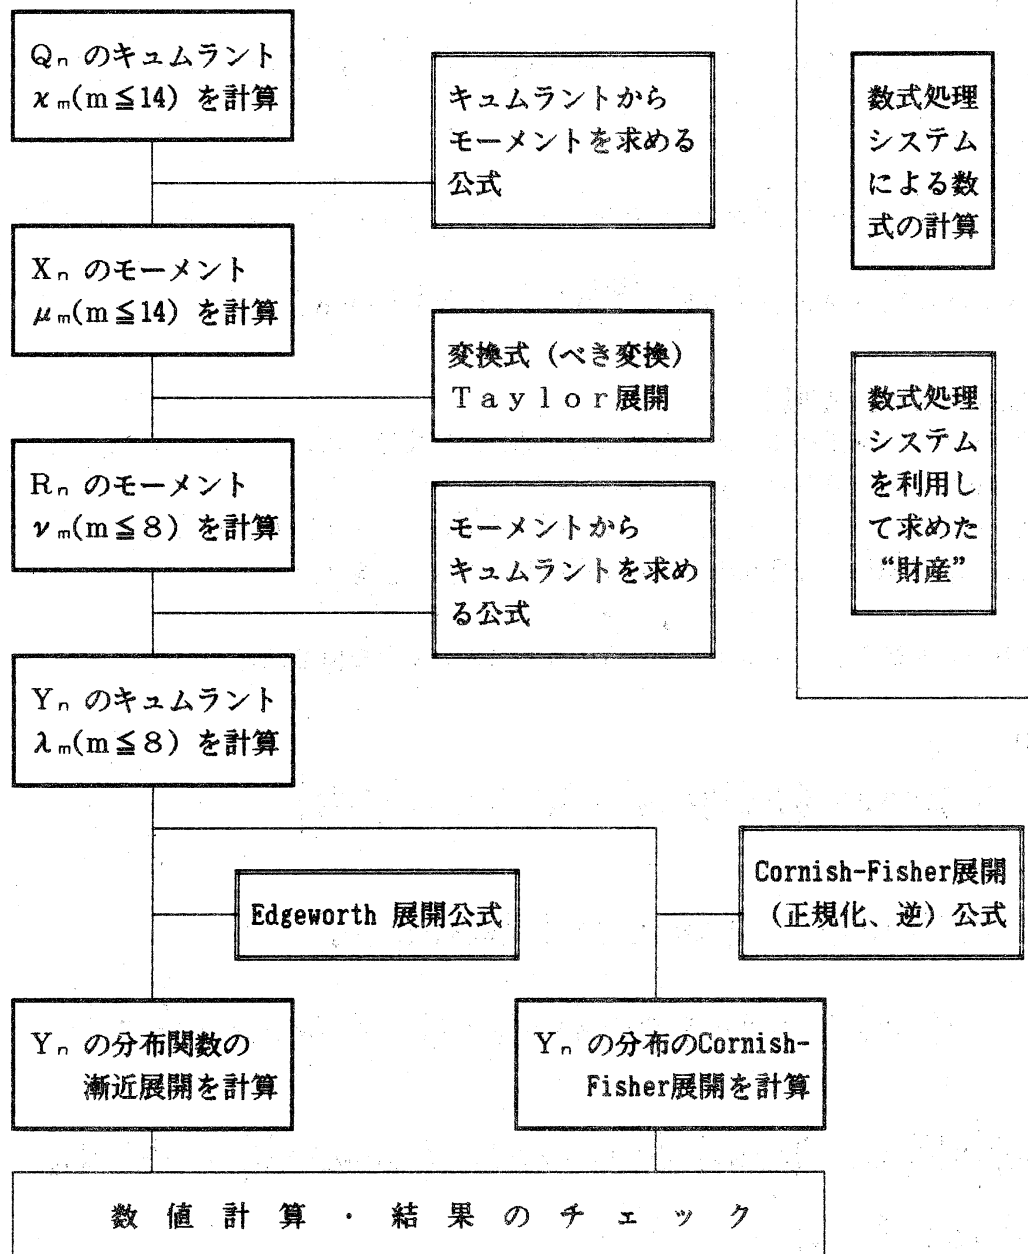 Qn のキュムラント
κm(m≦14) を計算
キュムラントから
モーメントを求める
公式
数式処理
システム
による数
式の計算
Xn のモーメント
μm(m≦14) を計算
変換式 (べき変換)
Taylor展開
数式処理
システム
を利用し
て求めた
“財産”
Rn のモーメント
νm(m≦8) を計算
モーメントから
キュムラントを求め
る公式
Yn のキュムラント
λm(m≦8) を計算
Edgeworth 展開公式
Cornish-Fisher展開
(正規化、逆) 公式
Yn の分布関数の
漸近展開を計算
Yn の分布のCornish-
Fisher展開を計算
数値計算・結果のチェック